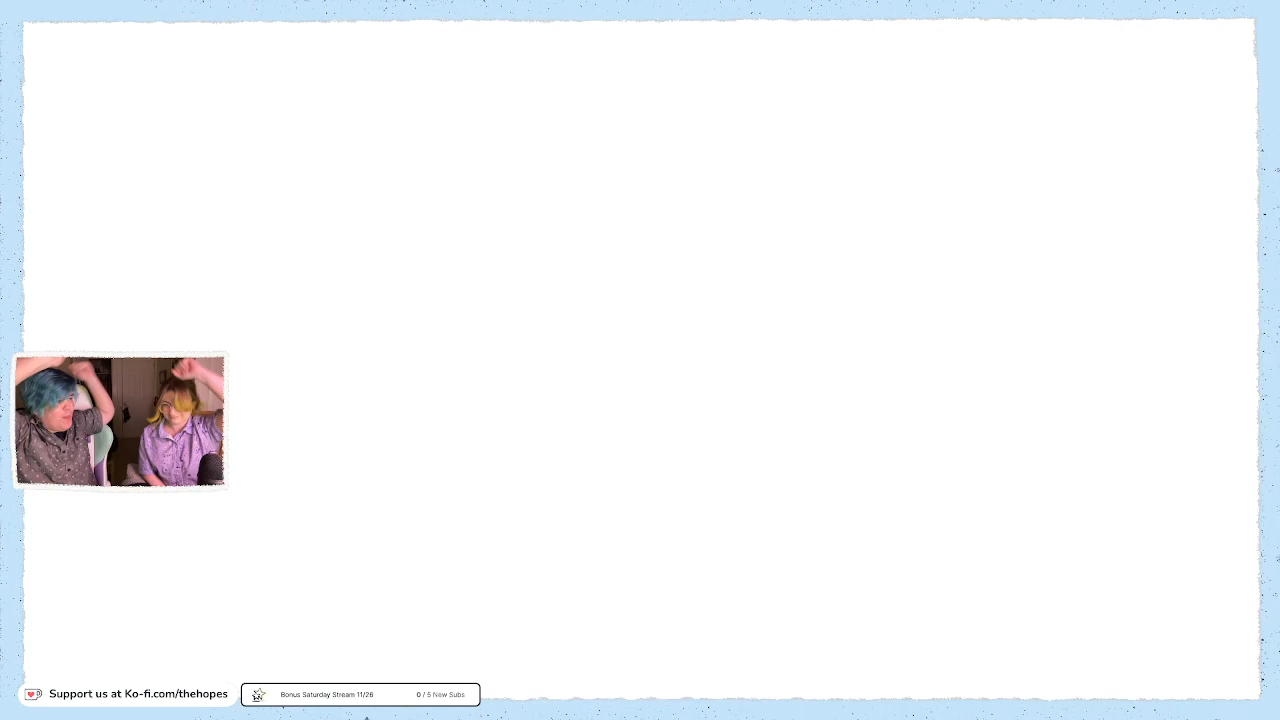 Support us at Ko-fi.com/thehopes
Bonus Saturday Stream 11/26 0 / 5 New Subs